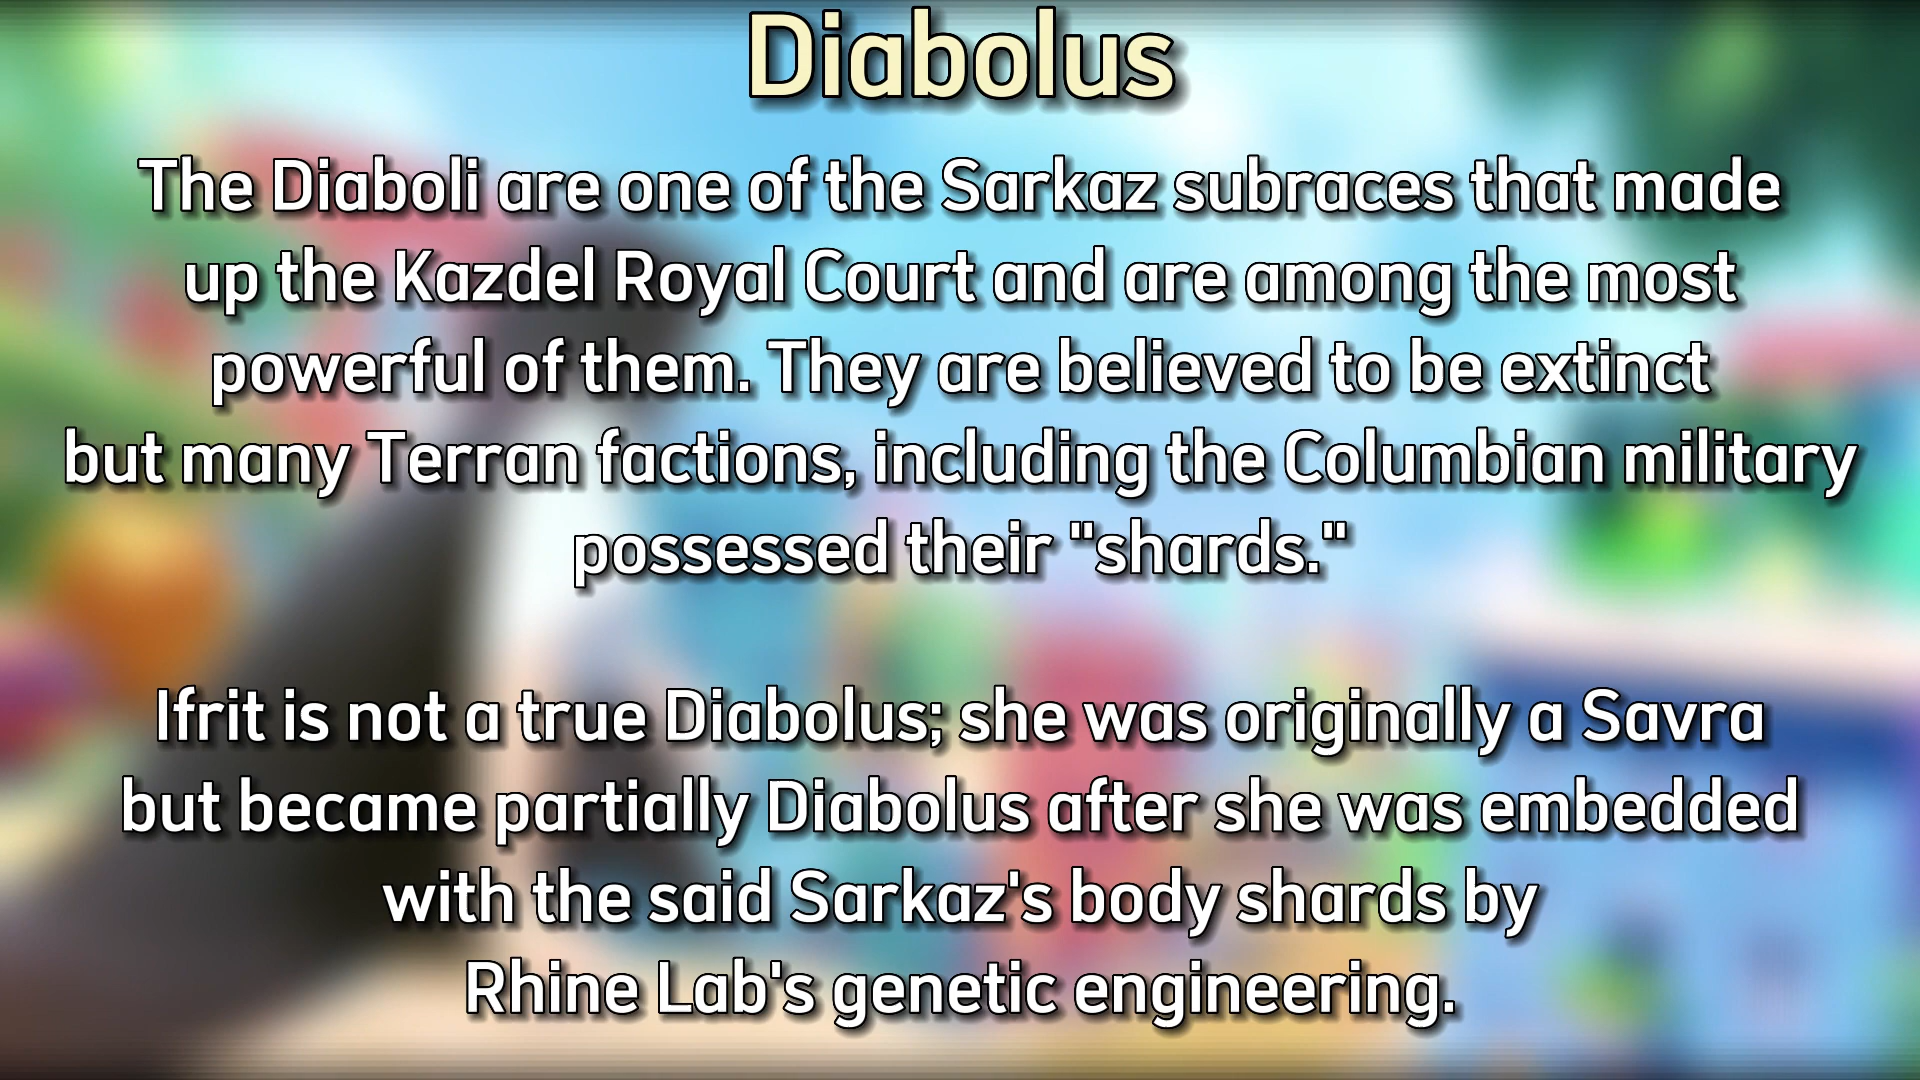 Diabolus
The Diaboli are one of the Sarkaz subraces that made
up the Kazdel Royal Court and are among the most
powerful of them. They are believed to be extinct
but many Terran factions, including the Columbian military
possessed their "shards."
Ifrit is not a true Diabolus; she was originally a Savra
but became partially Diabolus after she was embedded
with the said Sarkaz's body shards by
Rhine Lab's genetic engineering.